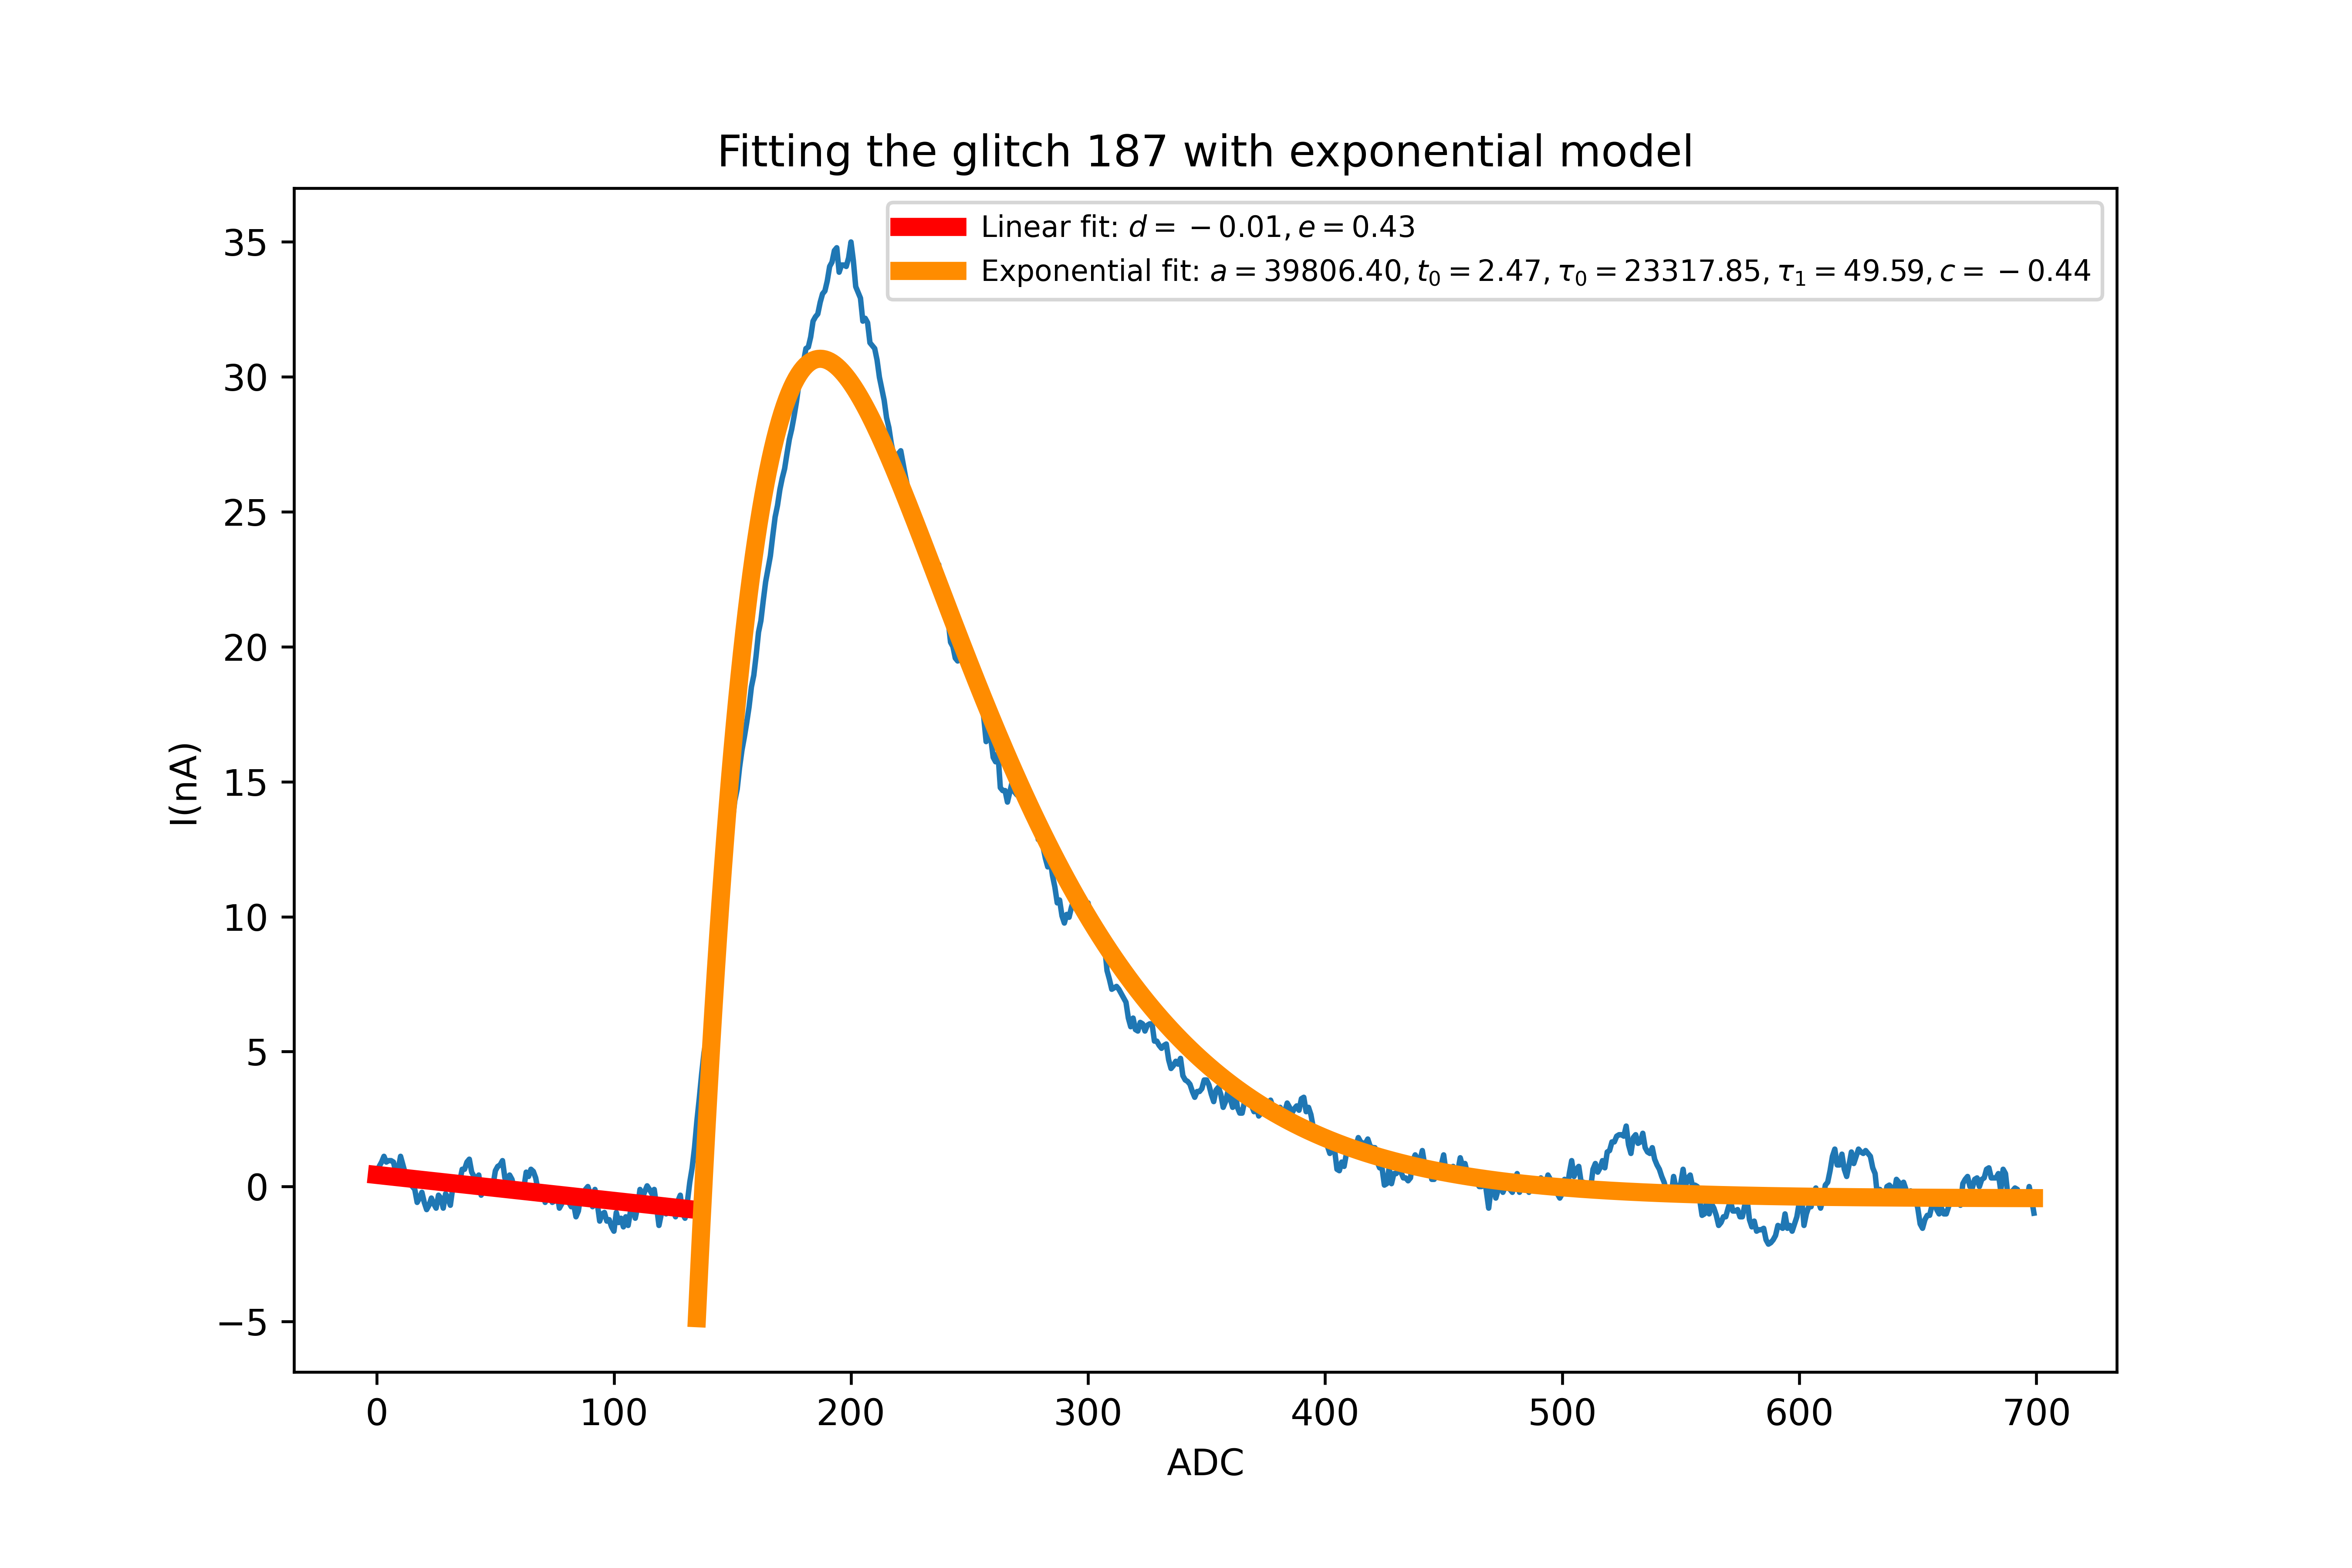 Fitting the glitch 187 with exponential model
Linear fit: d = −0.01, e = 0.43
Exponential fit: a = 39806.40, t₀ = 2.47, τ₀ = 23317.85, τ₁ = 49.59, c = −0.44
35
30
25
20
15
10
5
0
−5
I(nA)
0 100 200 300 400 500 600 700
ADC